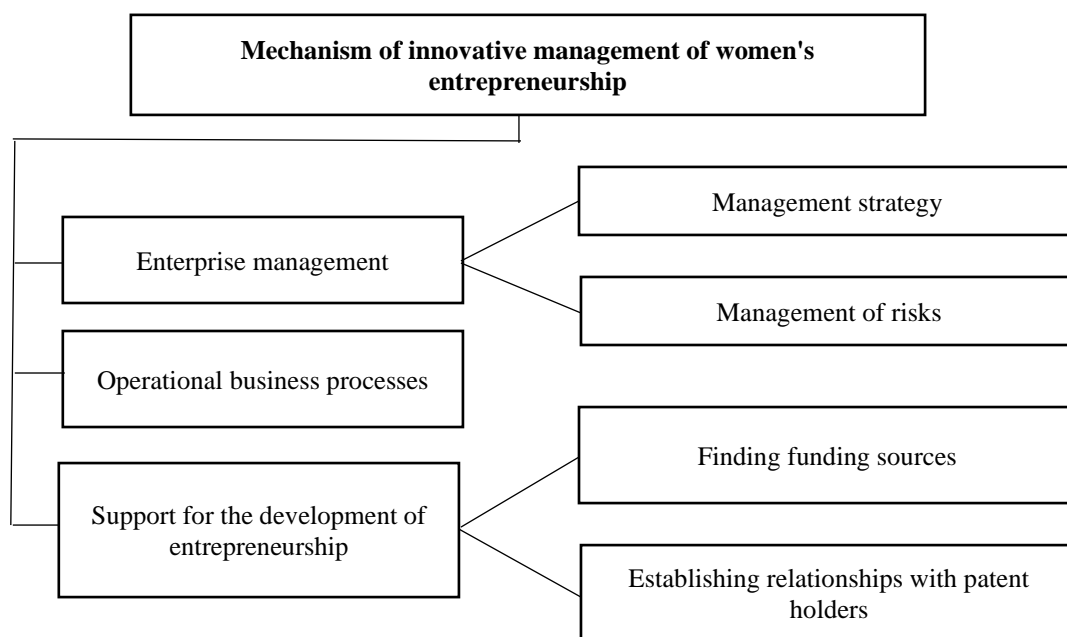 Mechanism of innovative management of women's
entrepreneurship
Management strategy
Enterprise management
Management of risks
Operational business processes
Finding funding sources
Support for the development of
entrepreneurship
Establishing relationships with patent
holders